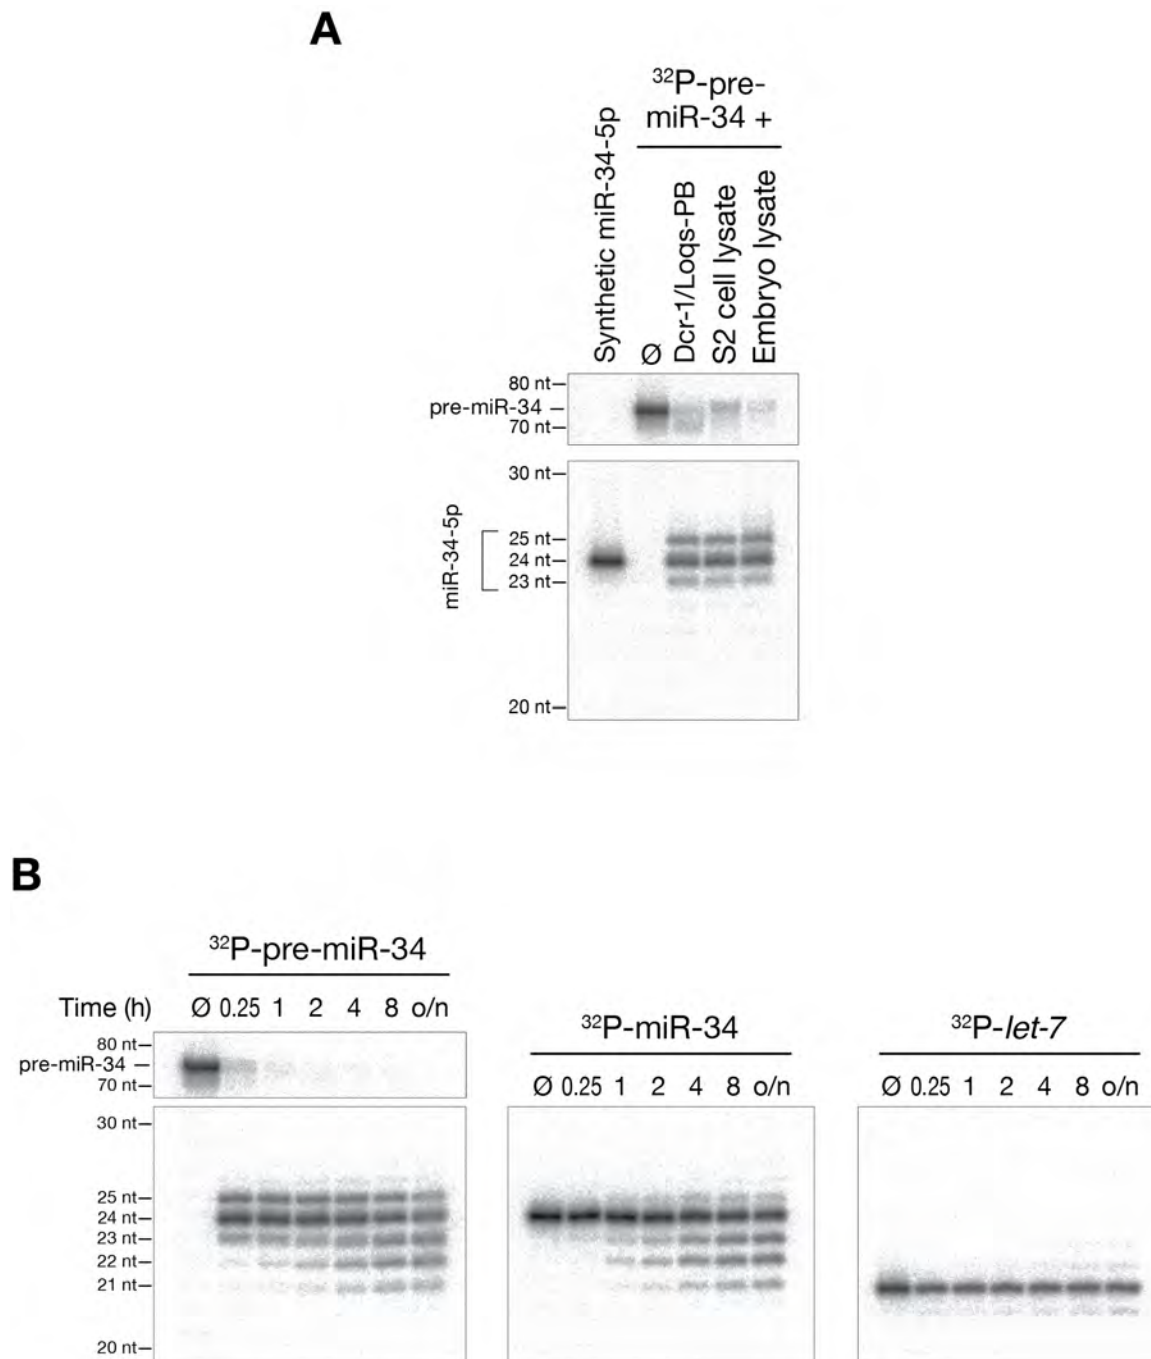 A
³²P-pre-
miR-34 +
Synthetic miR-34-5p
Ø
Dcr-1/Loqs-PB
S2 cell lysate
Embryo lysate
80 nt
pre-miR-34
70 nt
30 nt
miR-34-5p
25 nt
24 nt
23 nt
20 nt
B
³²P-pre-miR-34
Time (h) Ø 0.25 1 2 4 8 o/n
80 nt
pre-miR-34
70 nt
30 nt
25 nt
24 nt
23 nt
22 nt
21 nt
20 nt
³²P-miR-34
Ø 0.25 1 2 4 8 o/n
³²P-let-7
Ø 0.25 1 2 4 8 o/n